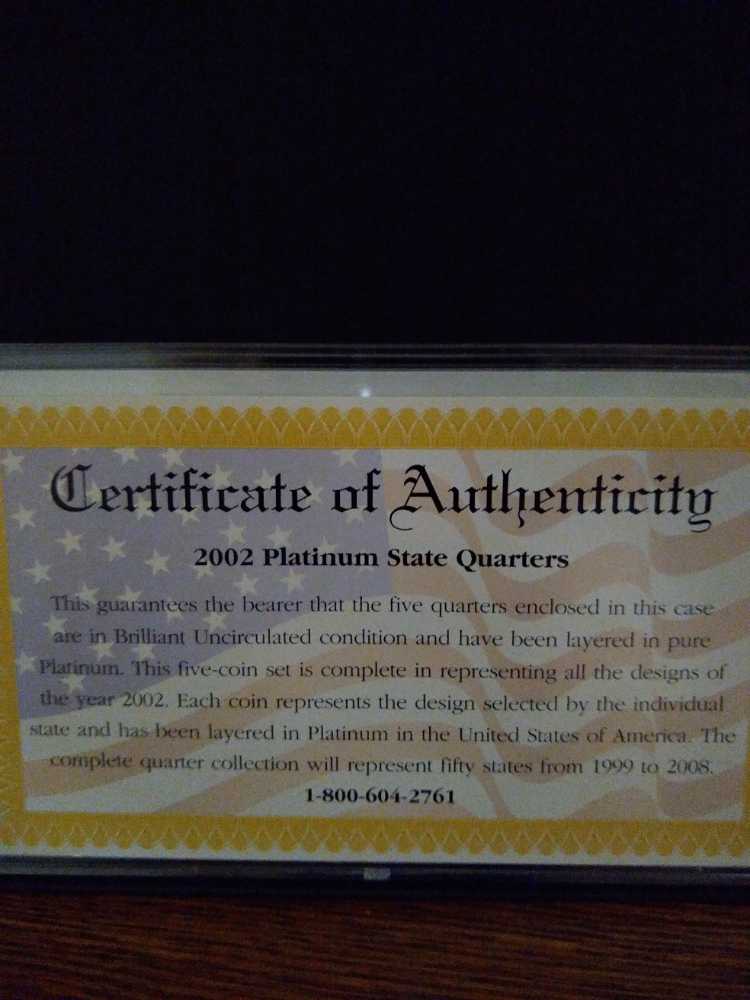 Certificate of Authenticity
2002 Platinum State Quarters
This guarantees the bearer that the five quarters enclosed in this case
are in Brilliant Uncirculated condition and have been layered in pure
Platinum. This five-coin set is complete in representing all the designs of
the year 2002. Each coin represents the design selected by the individual
state and has been layered in Platinum in the United States of America. The
complete quarter collection will represent fifty states from 1999 to 2008.
1-800-604-2761